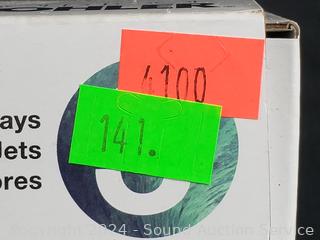 4100
141.
ays
lets
ores
Copyright 2024 - Sound Auction Service